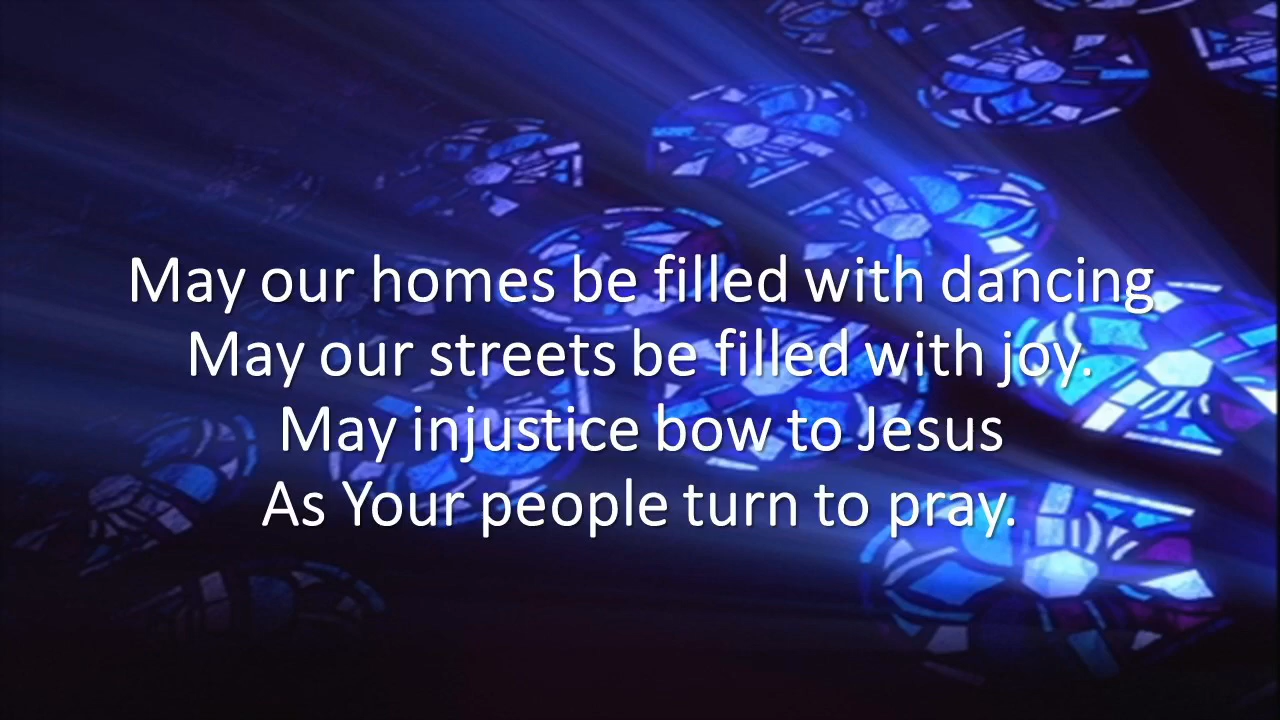 May our homes be filled with dancing
May our streets be filled with joy.
May injustice bow to Jesus
As Your people turn to pray.